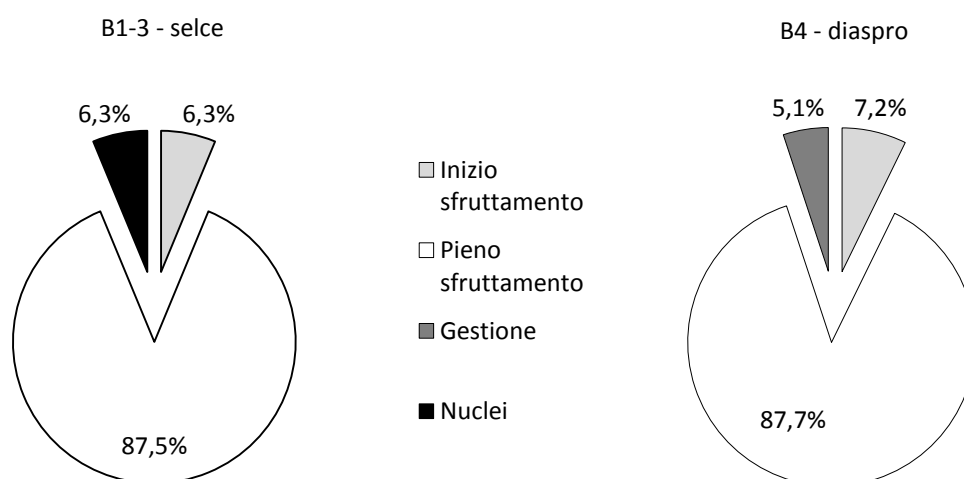 B1-3 - selce
6,3%
6,3%
87,5%
Inizio
sfruttamento
Pieno
sfruttamento
Gestione
Nuclei
B4 - diaspro
5,1%
7,2%
87,7%